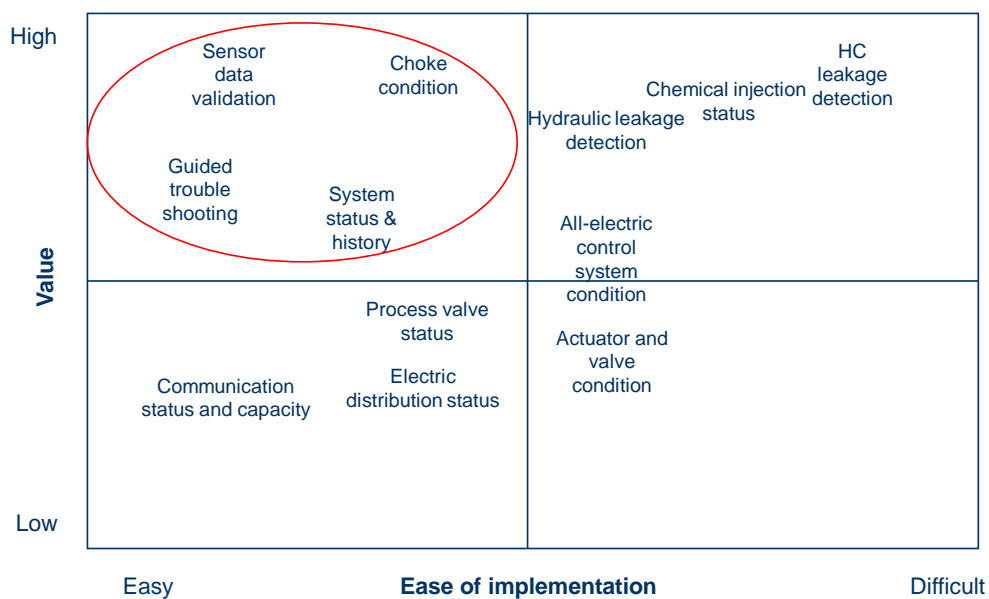 High
Sensor
data
validation
Choke
condition
HC
leakage
detection
Chemical injection
status
Hydraulic leakage
detection
Guided
trouble
shooting
System
status &
history
All-electric
control
system
condition
Value
Process valve
status
Actuator and
valve
condition
Communication
status and capacity
Electric
distribution status
Low
Easy
Ease of implementation
Difficult